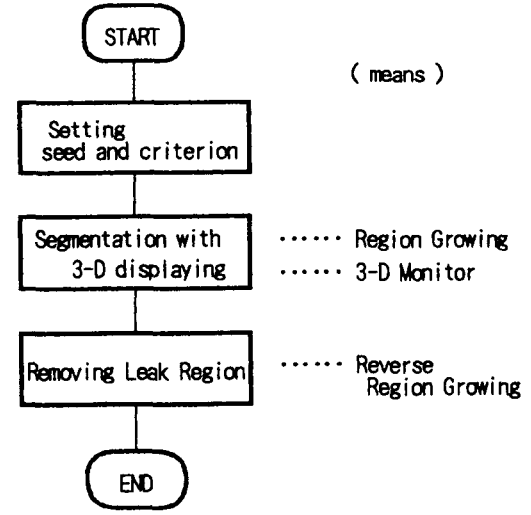 START
( means )
Setting
seed and criterion
Segmentation with
3-D displaying
...... Region Growing
...... 3-D Monitor
Removing Leak Region
...... Reverse
Region Growing
END